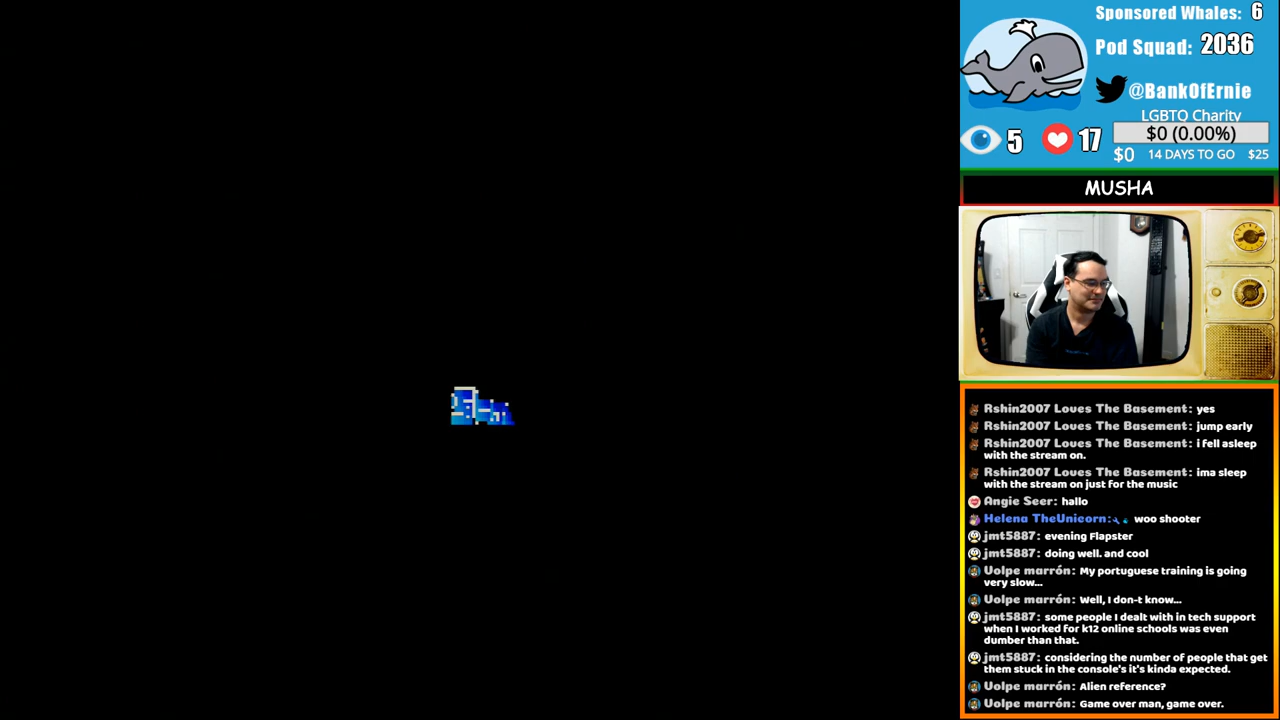 Sponsored Whales: 6
Pod Squad: 2036
@BankOfErnie
LGBTQ Charity
5
17
$0 (0.00%)
$0 14 DAYS TO GO $25
MUSHA
Rshin2007 Loves The Basement: yes
Rshin2007 Loves The Basement: jump early
Rshin2007 Loves The Basement: i fell asleep
with the stream on.
Rshin2007 Loves The Basement: ima sleep
with the stream on just for the music
Angie Seer: hallo
Helena TheUnicorn: woo shooter
jmt5887: evening Flapster
jmt5887: doing well. and cool
Uolpe marrón: My portuguese training is going
very slow...
Uolpe marrón: Well, I don-t know...
jmt5887: some people I dealt with in tech support
when I worked for k12 online schools was even
dumber than that.
jmt5887: considering the number of people that get
them stuck in the console's it's kinda expected.
Uolpe marrón: Alien reference?
Uolpe marrón: Game over man, game over.